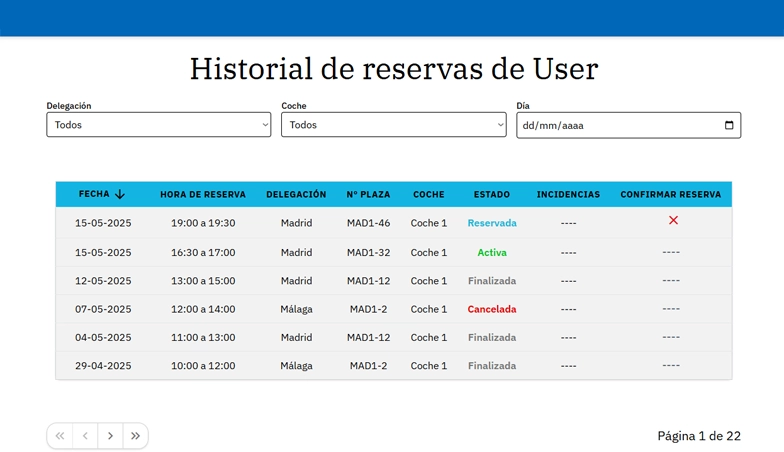 Historial de reservas de User
Delegación Coche Día
Todos Todos dd/mm/aaaa
FECHA HORA DE RESERVA DELEGACIÓN Nº PLAZA COCHE ESTADO INCIDENCIAS CONFIRMAR RESERVA
15-05-2025 19:00 a 19:30 Madrid MAD1-46 Coche 1 Reservada ----
15-05-2025 16:30 a 17:00 Madrid MAD1-32 Coche 1 Activa ---- ----
12-05-2025 13:00 a 15:00 Madrid MAD1-12 Coche 1 Finalizada ---- ----
07-05-2025 12:00 a 14:00 Málaga MAD1-2 Coche 1 Cancelada ---- ----
04-05-2025 11:00 a 13:00 Madrid MAD1-12 Coche 1 Finalizada ---- ----
29-04-2025 10:00 a 12:00 Málaga MAD1-2 Coche 1 Finalizada ---- ----
Página 1 de 22